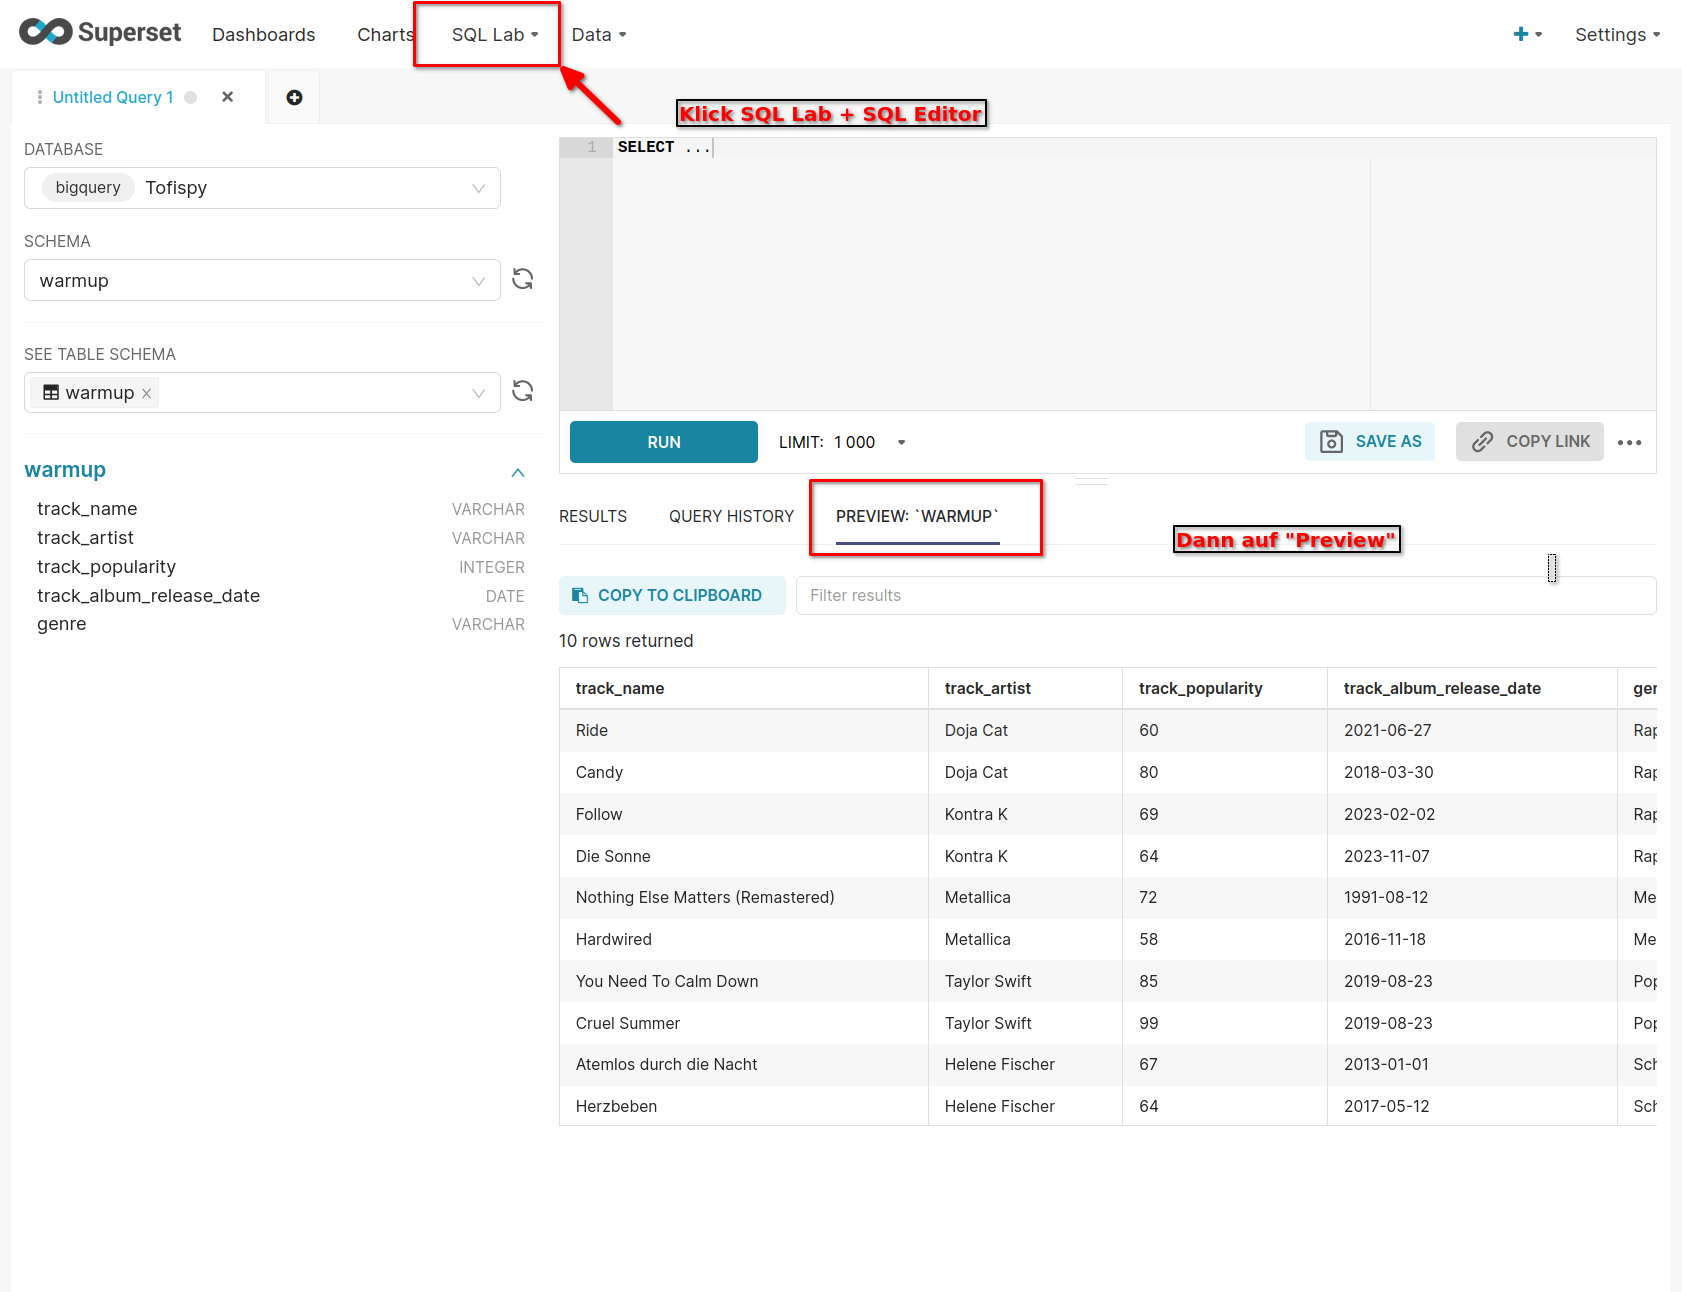 Superset Dashboards Charts SQL Lab Data Settings
Untitled Query 1
Klick SQL Lab + SQL Editor
DATABASE
bigquery Tofispy
SCHEMA
warmup
SEE TABLE SCHEMA
warmup
warmup
track_name VARCHAR
track_artist VARCHAR
track_popularity INTEGER
track_album_release_date DATE
genre VARCHAR
1 SELECT ...
RUN LIMIT: 1 000 SAVE AS COPY LINK
RESULTS QUERY HISTORY PREVIEW: `WARMUP`
Dann auf "Preview"
COPY TO CLIPBOARD Filter results
10 rows returned
track_name track_artist track_popularity track_album_release_date ger
Ride Doja Cat 60 2021-06-27 Rap
Candy Doja Cat 80 2018-03-30 Rap
Follow Kontra K 69 2023-02-02 Rap
Die Sonne Kontra K 64 2023-11-07 Rap
Nothing Else Matters (Remastered) Metallica 72 1991-08-12 Me
Hardwired Metallica 58 2016-11-18 Me
You Need To Calm Down Taylor Swift 85 2019-08-23 Pop
Cruel Summer Taylor Swift 99 2019-08-23 Pop
Atemlos durch die Nacht Helene Fischer 67 2013-01-01 Sch
Herzbeben Helene Fischer 64 2017-05-12 Sch